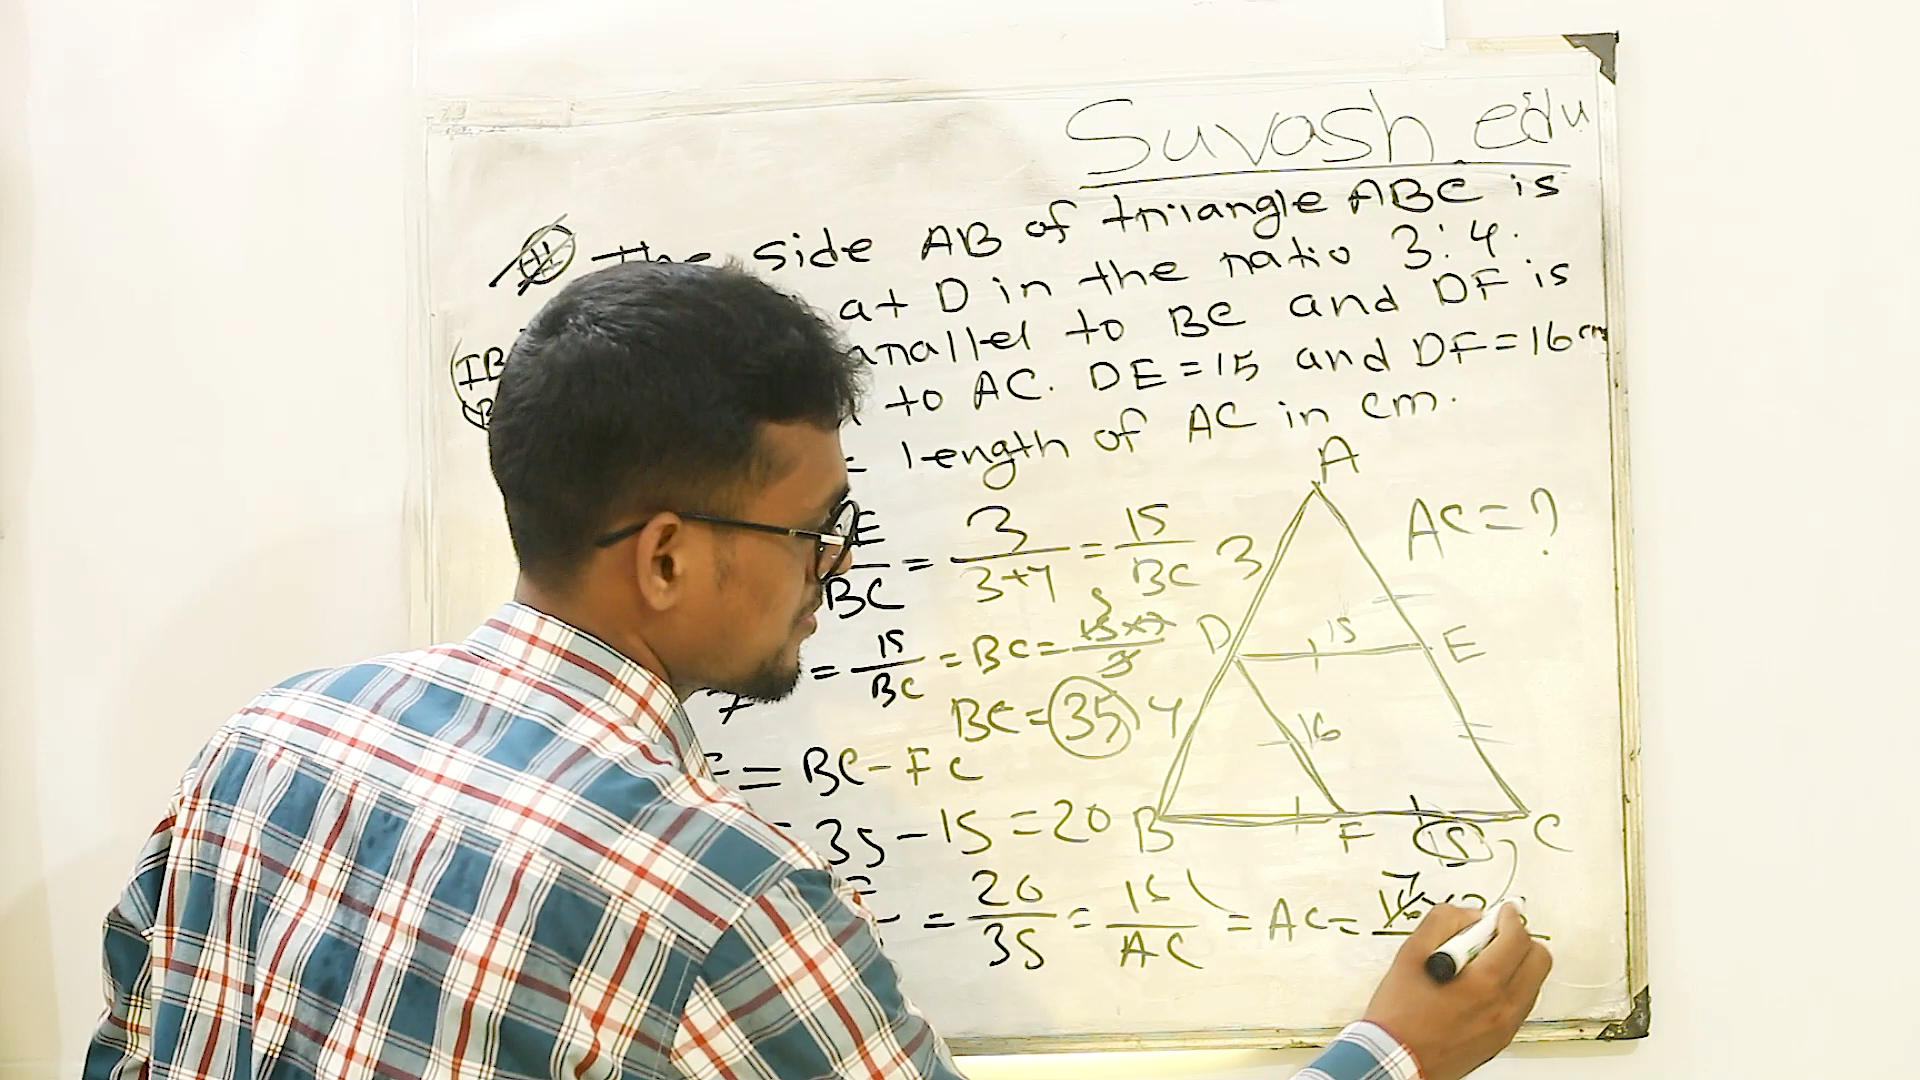 Suvash.edu
The side AB of triangle ABC is
at D in the ratio 3:4.
to BC and DF is
to AC. DE=15 and DF=16cm
length of AC in cm.
A
AC=?
BC = 3/3+4 = 15/BC
3
D
15
E
= 15/BC = BC = 15×7/3
5
BC = 35
4
16
= BC - FC
35 - 15 = 20
B
F
15
C
= 20/35 = 16/AC = AC =